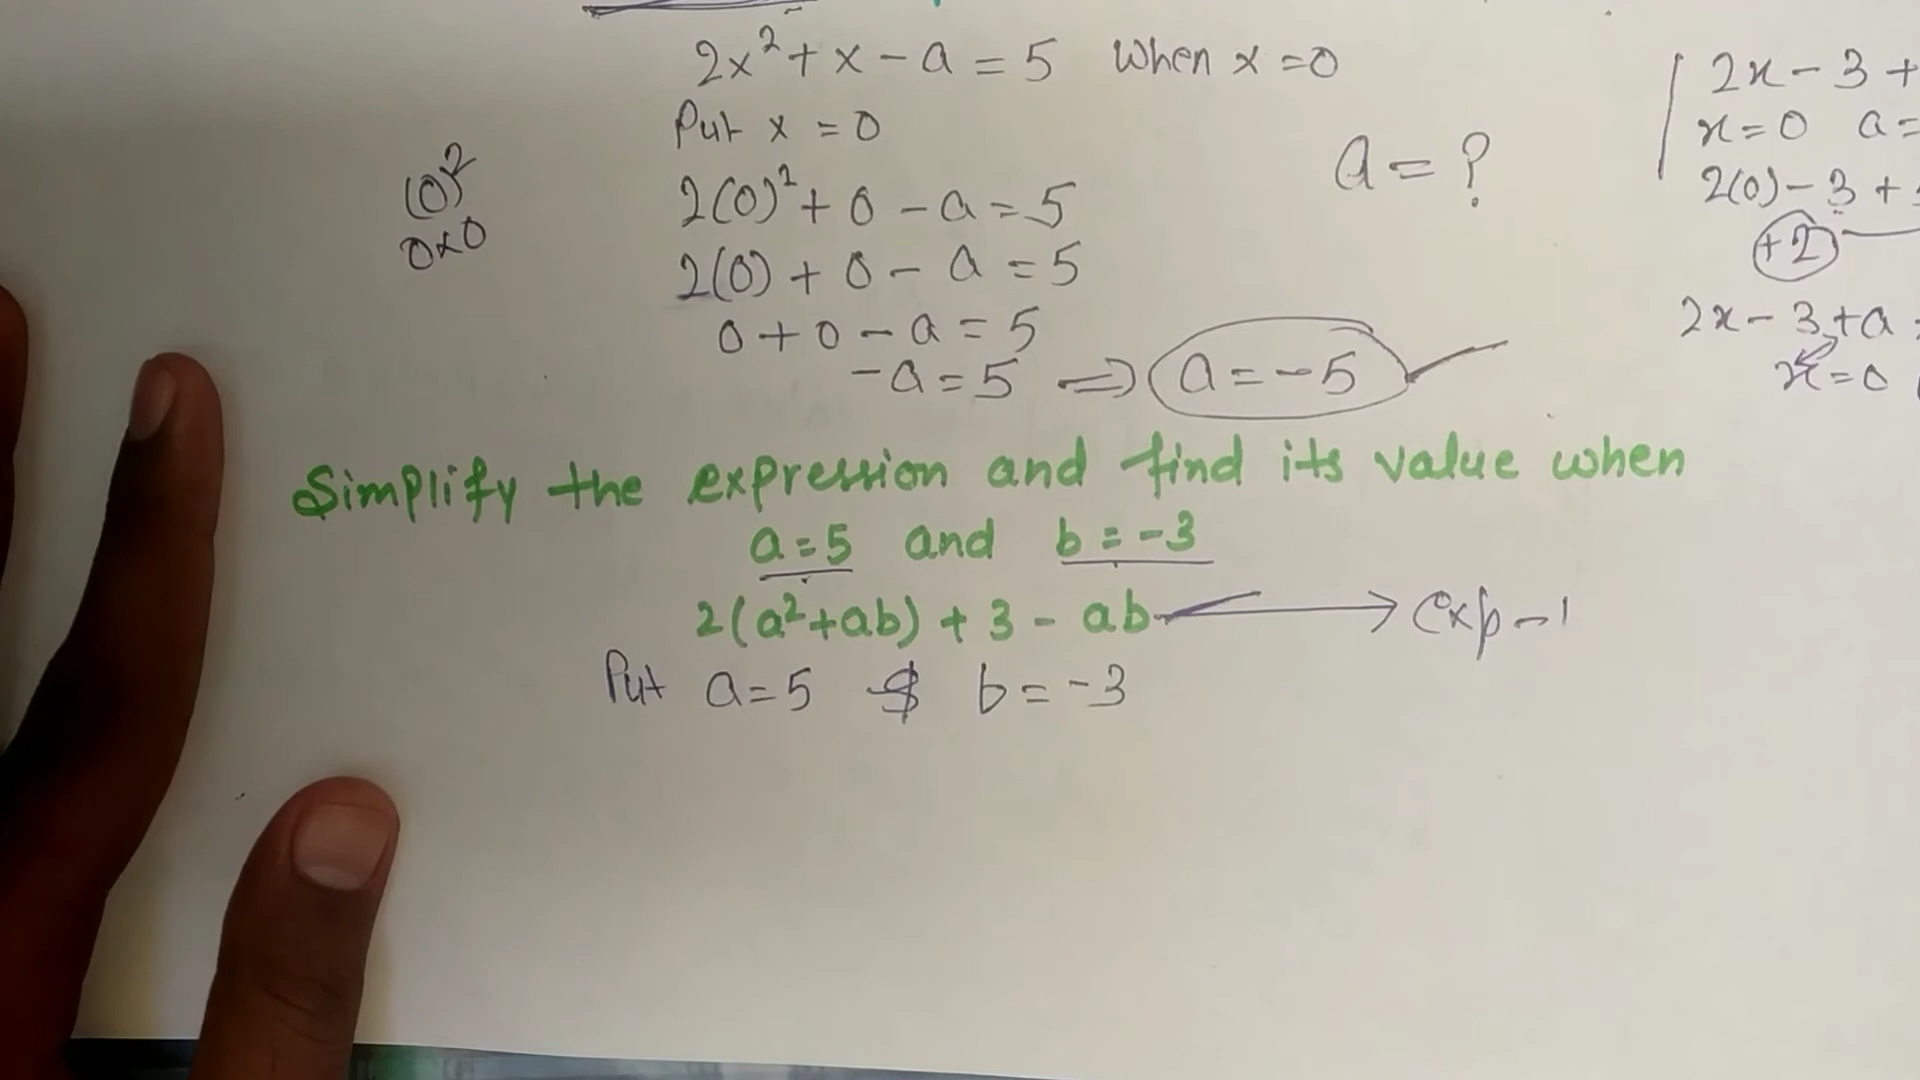 2x² + x - a = 5 When x = 0
Put x = 0
a = ?
(0)²
0x0
2(0)² + 0 - a = 5
2(0) + 0 - a = 5
0 + 0 - a = 5
-a = 5 ⇒ a = -5
2x - 3 +
x = 0 a =
2(0) - 3 +
+2
2x - 3 + a
x = 0
Simplify the expression and find its value when
a = 5 and b = -3
2(a² + ab) + 3 - ab → exp - 1
Put a = 5 & b = -3